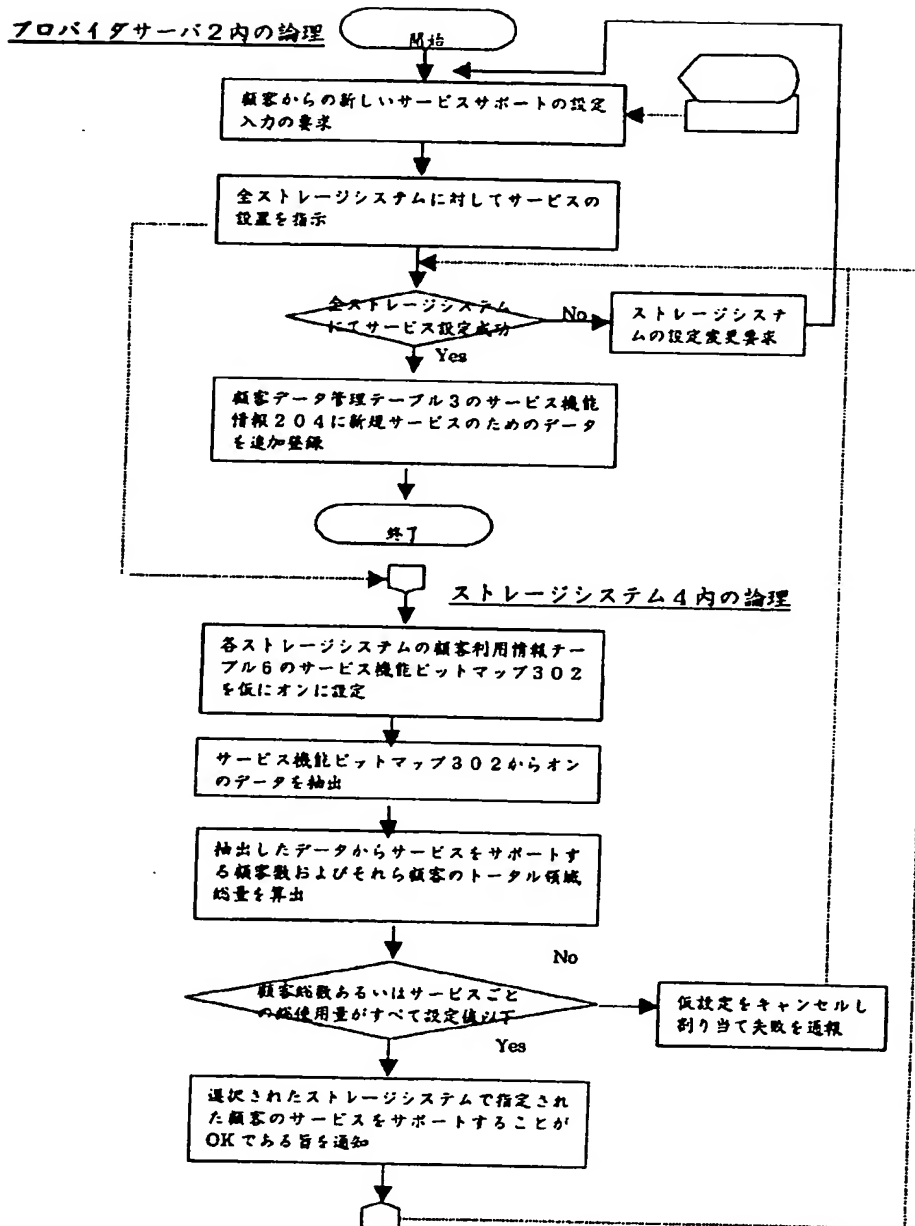 プロバイダサーバ2内の論理
開始
顧客からの新しいサービスサポートの設定
入力の要求
全ストレージシステムに対してサービスの
設置を指示
全ストレージシステム
にてサービス設定成功
No
ストレージシステ
ムの設定変更要求
Yes
顧客データ管理テーブル3のサービス機能
情報204に新規サービスのためのデータ
を追加登録
終了
ストレージシステム4内の論理
各ストレージシステムの顧客利用情報テー
ブル6のサービス機能ビットマップ302
を仮にオンに設定
サービス機能ビットマップ302からオン
のデータを抽出
抽出したデータからサービスをサポートす
る顧客数およびそれら顧客のトータル領域
総量を算出
No
顧客総数あるいはサービスごと
の総使用量がすべて設定値以下
仮設定をキャンセルし
割り当て失敗を通報
Yes
選択されたストレージシステムで指定され
た顧客のサービスをサポートすることが
OKである旨を通知